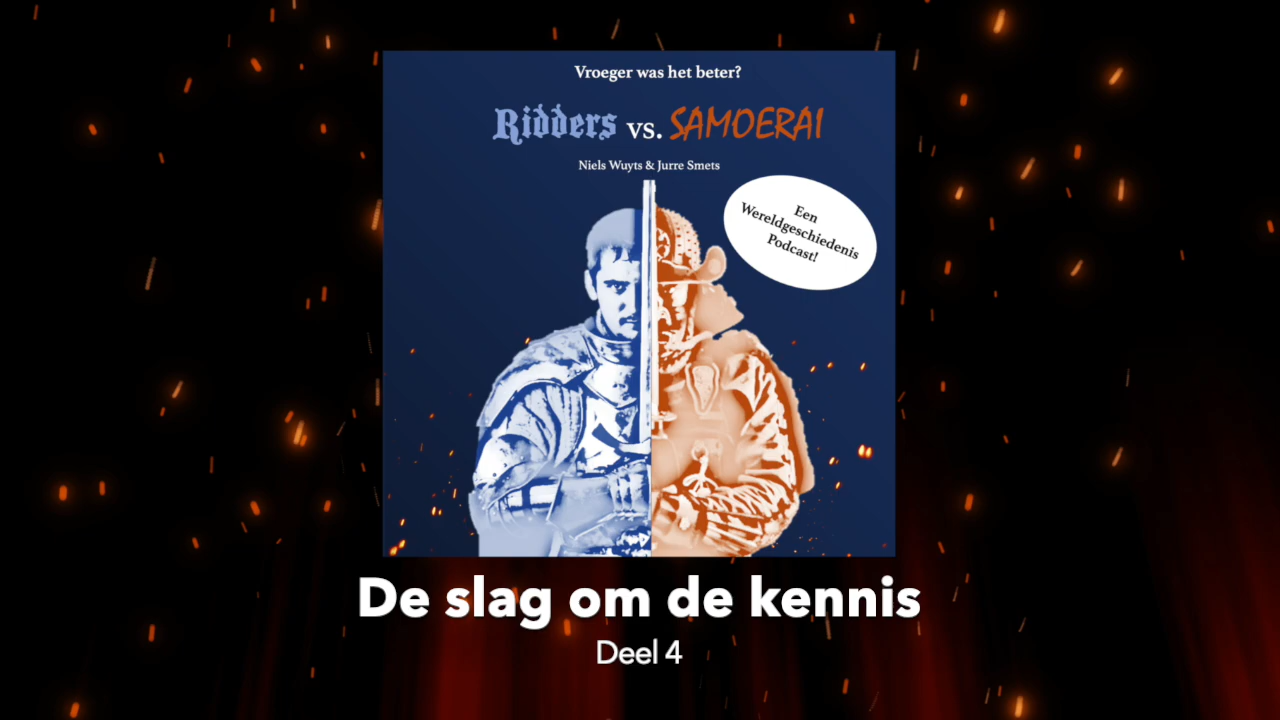 Vroeger was het beter?
Ridders vs. SAMOERAI
Niels Wuyts & Jurre Smets
Een
Wereldgeschiedenis
Podcast!
De slag om de kennis
Deel 4